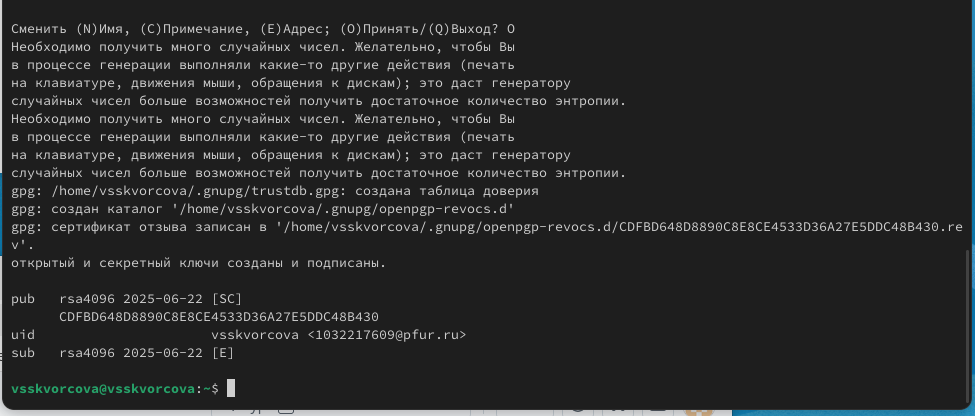 Сменить (N)Имя, (C)Примечание, (E)Адрес; (O)Принять/(Q)Выход? O
Необходимо получить много случайных чисел. Желательно, чтобы Вы
в процессе генерации выполняли какие-то другие действия (печать
на клавиатуре, движения мыши, обращения к дискам); это даст генератору
случайных чисел больше возможностей получить достаточное количество энтропии.
Необходимо получить много случайных чисел. Желательно, чтобы Вы
в процессе генерации выполняли какие-то другие действия (печать
на клавиатуре, движения мыши, обращения к дискам); это даст генератору
случайных чисел больше возможностей получить достаточное количество энтропии.
gpg: /home/vsskvorcova/.gnupg/trustdb.gpg: создана таблица доверия
gpg: создан каталог '/home/vsskvorcova/.gnupg/openpgp-revocs.d'
gpg: сертификат отзыва записан в '/home/vsskvorcova/.gnupg/openpgp-revocs.d/CDFBD648D8890C8E8CE4533D36A27E5DDC48B430.re
v'.
открытый и секретный ключи созданы и подписаны.
pub   rsa4096 2025-06-22 [SC]
      CDFBD648D8890C8E8CE4533D36A27E5DDC48B430
uid                      vsskvorcova <1032217609@pfur.ru>
sub   rsa4096 2025-06-22 [E]
vsskvorcova@vsskvorcova:~$